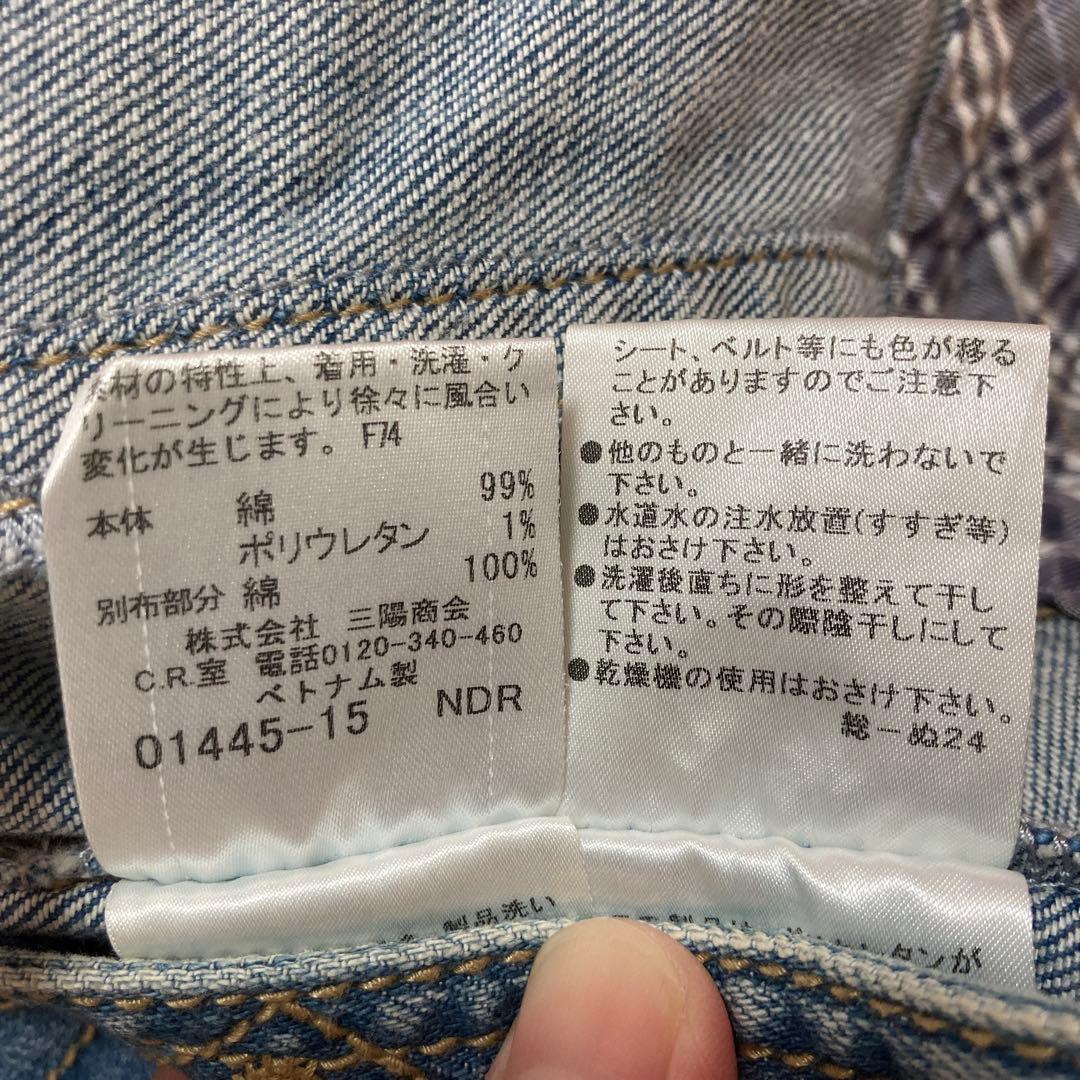 素材の特性上、着用・洗濯・ク
リーニングにより徐々に風合い
変化が生じます。 F74
本体 綿 99%
ポリウレタン 1%
別布部分 綿 100%
株式会社 三陽商会
C.R.室 電話0120-340-460
ベトナム製
01445-15 NDR
シート、ベルト等にも色が移る
ことがありますのでご注意下
さい。
●他のものと一緒に洗わないで
下さい。
●水道水の注水放置(すすぎ等)
はおさけ下さい。
●洗濯後直ちに形を整えて干し
て下さい。その際陰干しにして
下さい。
●乾燥機の使用はおさけ下さい。
総-ぬ24
製品洗い
タンが